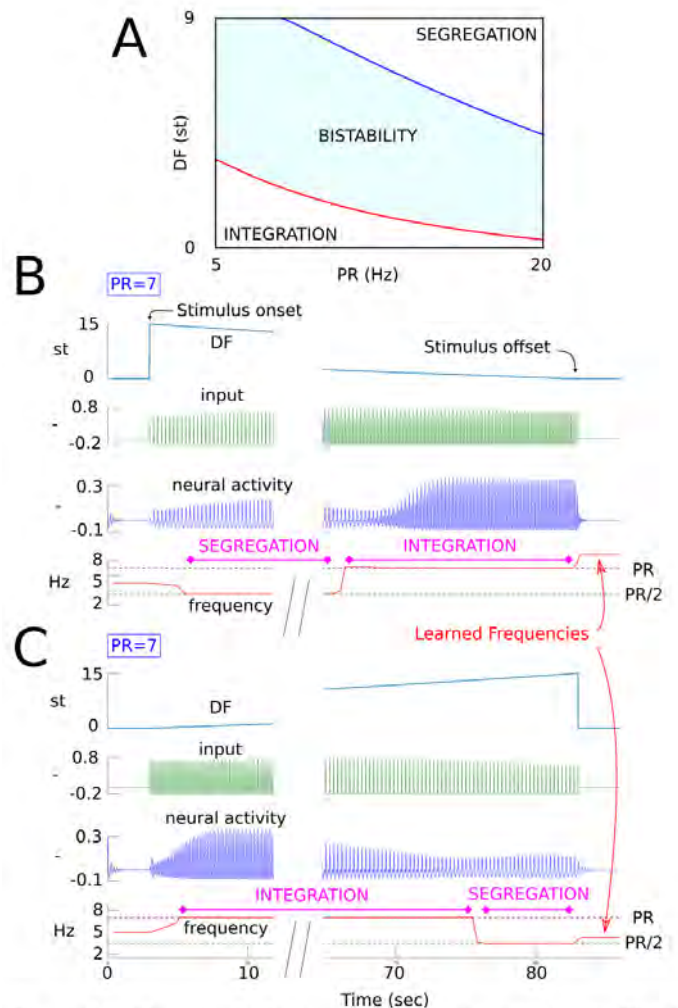 A
9
SEGREGATION
DF (st)
BISTABILITY
INTEGRATION
0
5
PR (Hz)
20
B
PR=7
Stimulus onset
15
st
DF
Stimulus offset
0
input
0.8
-
-0.2
neural activity
0.3
-
-0.1
SEGREGATION
INTEGRATION
8
PR
Hz
5
2
frequency
PR/2
Learned Frequencies
C
PR=7
15
st
DF
0
input
0.8
-
-0.2
neural activity
0.3
-
-0.1
INTEGRATION
SEGREGATION
8
PR
Hz
5
frequency
2
PR/2
0
10
70
80
Time (sec)